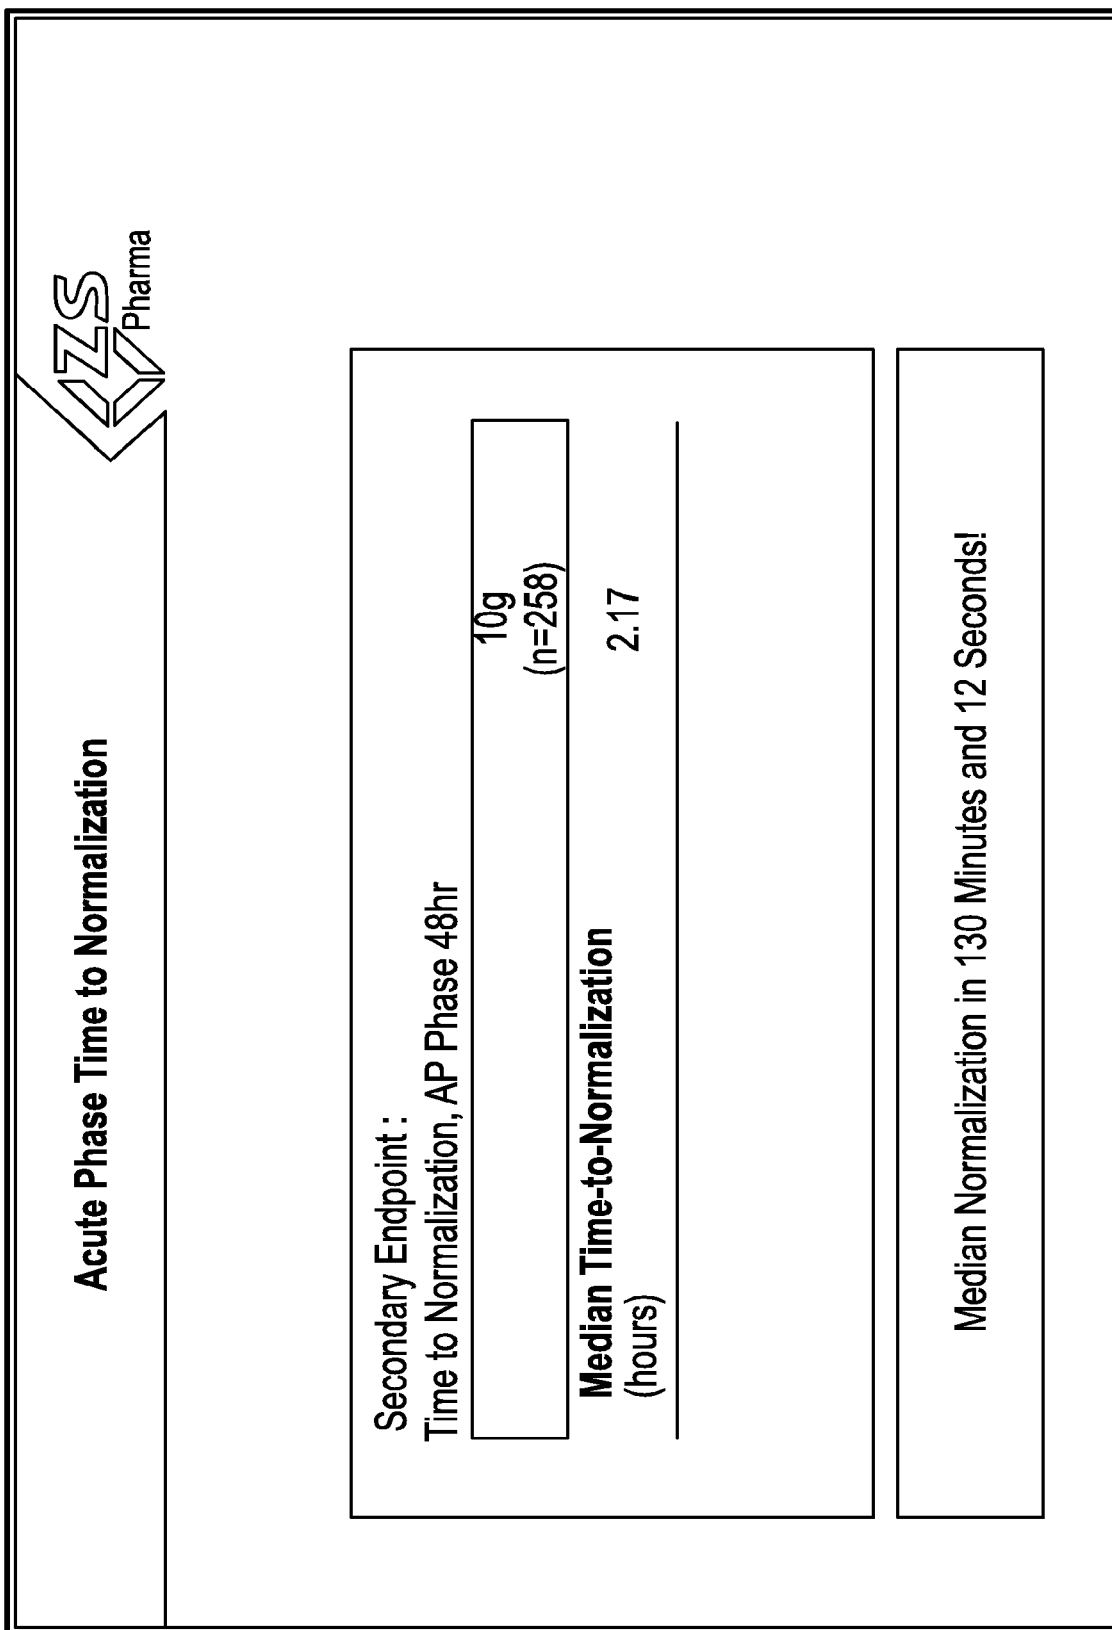 Acute Phase Time to Normalization
ZS
Pharma
Secondary Endpoint :
Time to Normalization, AP Phase 48hr
10g
(n=258)
Median Time-to-Normalization
(hours)
2.17
Median Normalization in 130 Minutes and 12 Seconds!